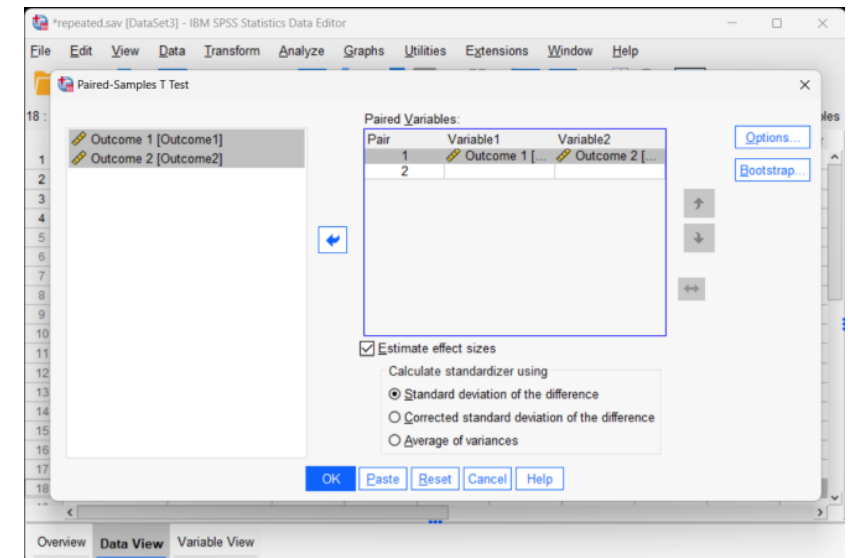 *repeated.sav [DataSet3] - IBM SPSS Statistics Data Editor
File Edit View Data Transform Analyze Graphs Utilities Extensions Window Help
Paired-Samples T Test
18 :
Paired Variables:
Pair Variable1 Variable2
1 Outcome 1 [... Outcome 2 [...
2
Outcome 1 [Outcome1]
Outcome 2 [Outcome2]
Options...
Bootstrap...
Estimate effect sizes
Calculate standardizer using
Standard deviation of the difference
Corrected standard deviation of the difference
Average of variances
OK Paste Reset Cancel Help
1
2
3
4
5
6
7
8
9
10
11
12
13
14
15
16
17
18
Overview Data View Variable View